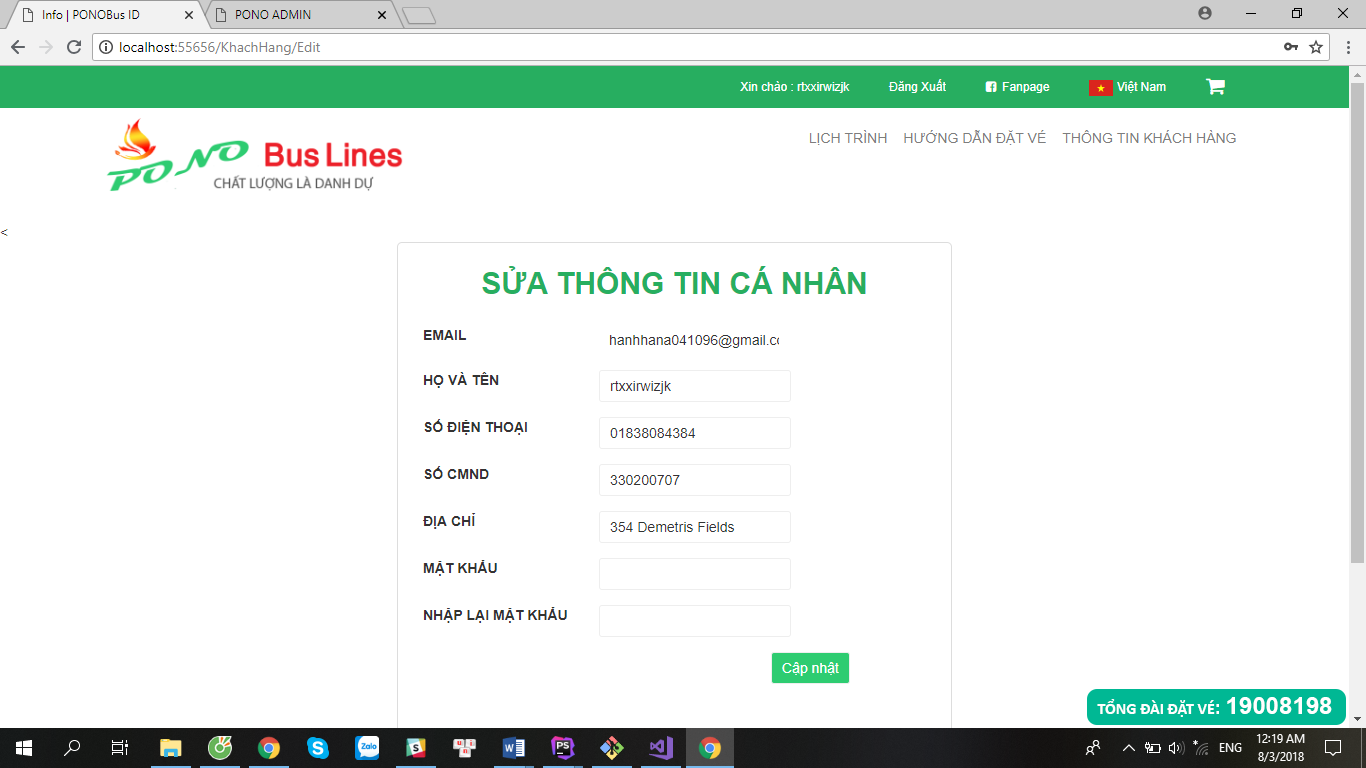 Info | PONOBus ID
PONO ADMIN
localhost:55656/KhachHang/Edit
Xin chào : rtxxirwizjk
Đăng Xuất
Fanpage
Việt Nam
PONO Bus Lines
CHẤT LƯỢNG LÀ DANH DỰ
LỊCH TRÌNH
HƯỚNG DẪN ĐẶT VÉ
THÔNG TIN KHÁCH HÀNG
<
SỬA THÔNG TIN CÁ NHÂN
EMAIL
hanhhana041096@gmail.co
HỌ VÀ TÊN
rtxxirwizjk
SỐ ĐIỆN THOẠI
01838084384
SỐ CMND
330200707
ĐỊA CHỈ
354 Demetris Fields
MẬT KHẨU
NHẬP LẠI MẬT KHẨU
Cập nhật
TỔNG ĐÀI ĐẶT VÉ: 19008198
Zalo
PS
ENG
12:19 AM
8/3/2018